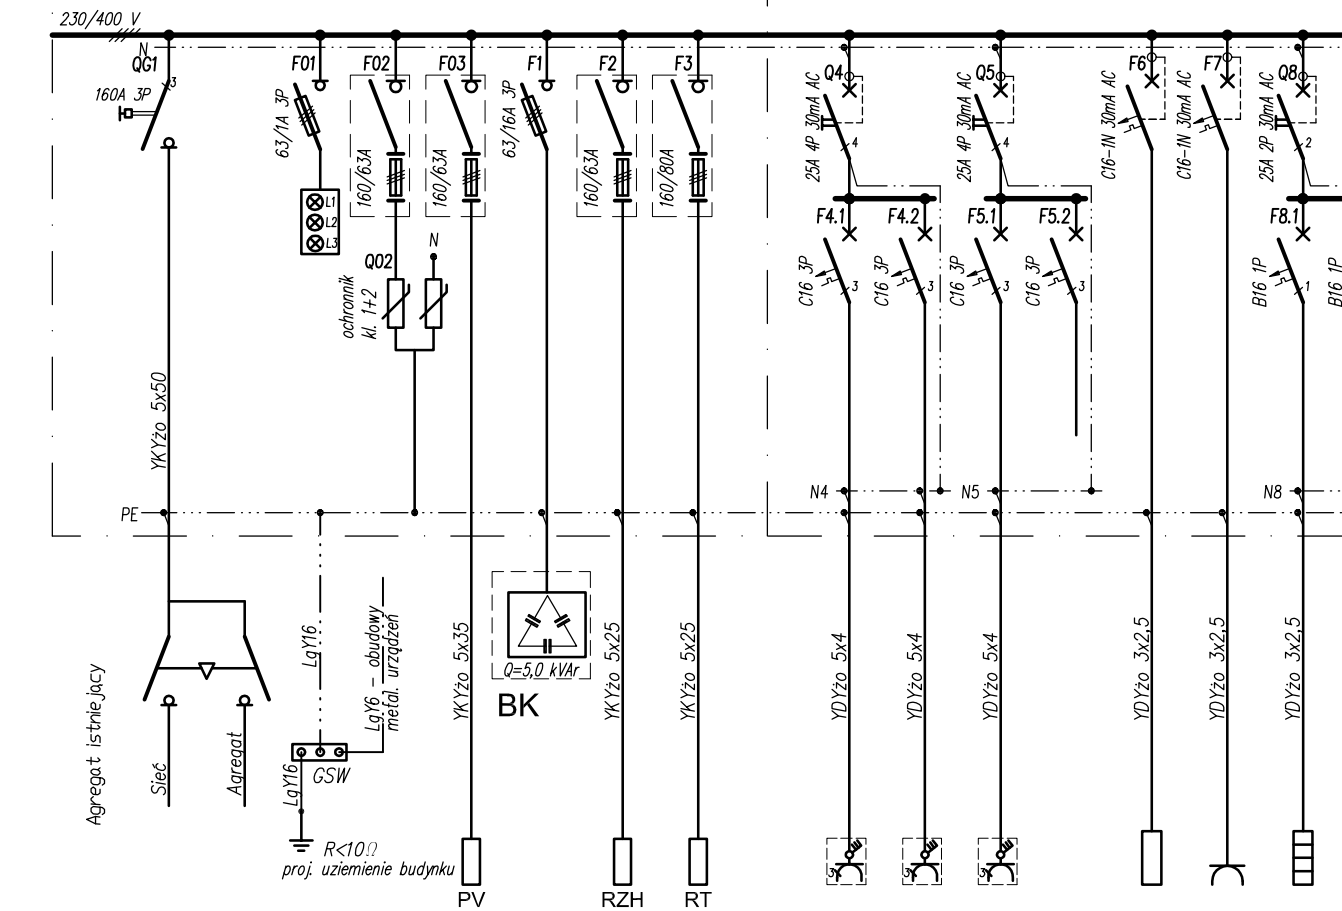 230/400 V
N
QG1
3
160A 3P
YKYżo 5x50
F01
63/1A 3P
L1
L2
L3
F02
160/63A
Q02
N
ochronnik
kl. 1+2
F03
160/63A
F1
63/16A 3P
F2
160/63A
F3
160/80A
Q4
25A 4P 30mA AC
4
F4.1
C16 3P
3
F4.2
C16 3P
3
Q5
25A 4P 30mA AC
4
F5.1
C16 3P
3
F5.2
C16 3P
3
F6
C16-1N 30mA AC
F7
C16-1N 30mA AC
Q8
25A 2P 30mA AC
2
F8.1
B16 1P
1
B16 1P
N4
N5
N8
PE
Agregat istniejący
Sieć
Agregat
LgY16
LgY6 - obudowy
metal. urządzeń
GSW
LgY16
R<10Ω
proj. uziemienie budynku
YKYżo 5x35
Q=5,0 kVAr
BK
YKYżo 5x25
YKYżo 5x25
YDYżo 5x4
YDYżo 5x4
YDYżo 5x4
YDYżo 3x2,5
YDYżo 3x2,5
YDYżo 3x2,5
3
3
3
PV
RZH
RT